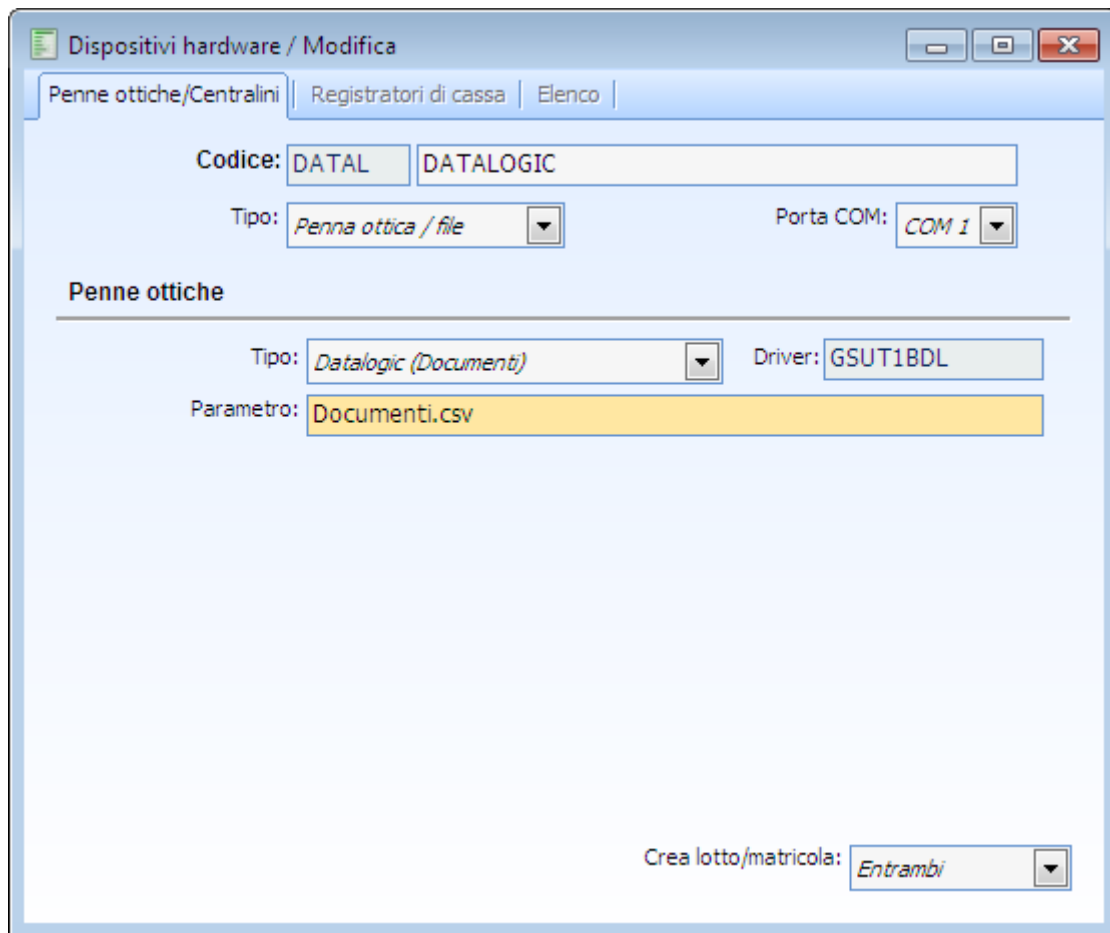 Dispositivi hardware / Modifica
Penne ottiche/Centralini Registratori di cassa Elenco
Codice: DATAL DATALOGIC
Tipo: Penna ottica / file Porta COM: COM 1
Penne ottiche
Tipo: Datalogic (Documenti) Driver: GSUT1BDL
Parametro: Documenti.csv
Crea lotto/matricola: Entrambi